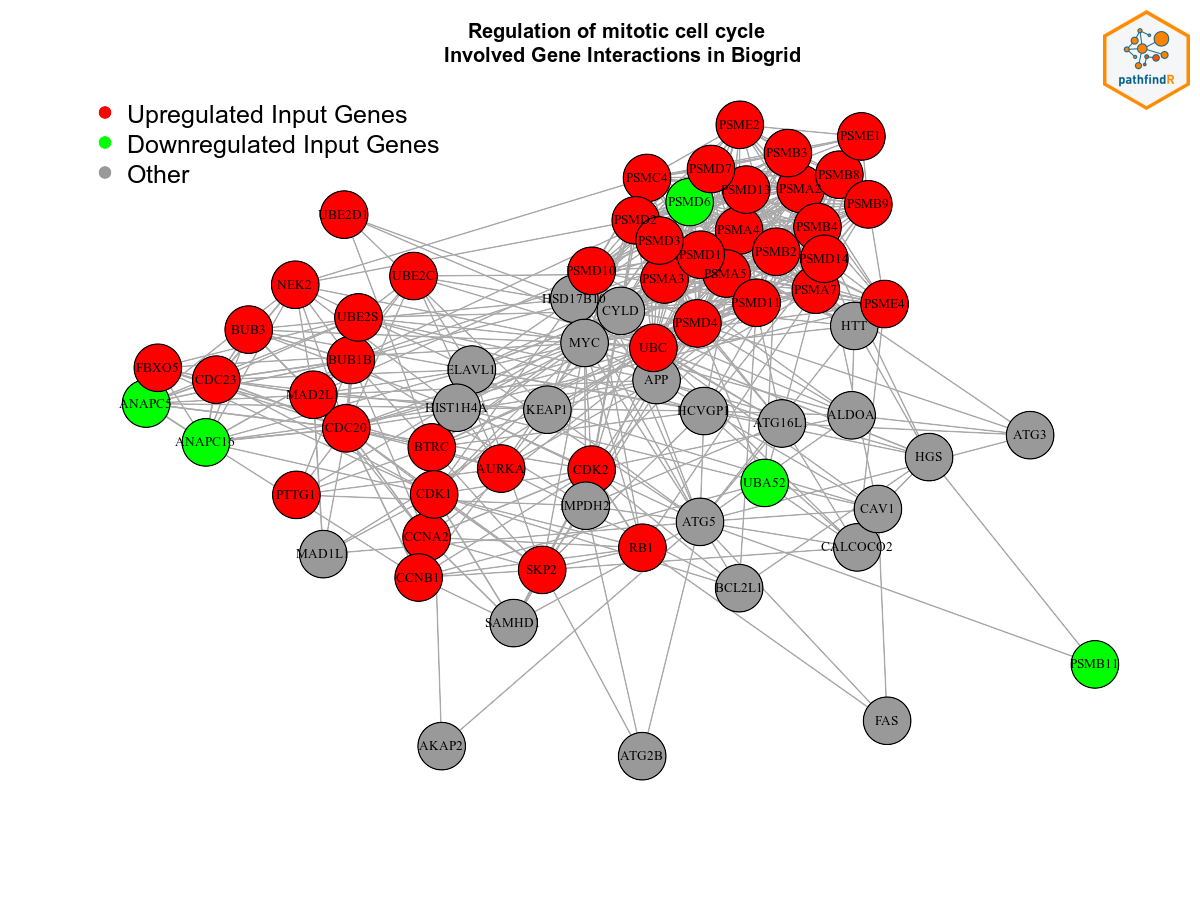 Regulation of mitotic cell cycle
Involved Gene Interactions in Biogrid
pathfindR
Upregulated Input Genes
Downregulated Input Genes
Other
PSME2
PSME1
PSMB3
PSMD7
PSMC4
PSMB8
PSMD13
PSMA2
PSMD6
PSMB9
UBE2D1
PSMD2
PSMB4
PSMA4
PSMD3
PSMB2
PSMD1
PSMD14
PSMD10
PSMA5
UBE2C
PSMA3
NEK2
PSMA7
HSD17B10
PSMD11
PSME4
CYLD
UBE2S
PSMD4
HTT
BUB3
MYC
UBC
BUB1B
FBXO5
ELAVL1
CDC23
APP
MAD2L1
ANAPC5
HIST1H4A
KEAP1
HCVGP1
ALDOA
ATG16L1
CDC20
ATG3
ANAPC16
BTRC
HGS
AURKA
CDK2
UBA52
CDK1
PTTG1
IMPDH2
CAV1
ATG5
CCNA2
RB1
CALCOCO2
MAD1L1
SKP2
CCNB1
BCL2L1
SAMHD1
PSMB11
FAS
AKAP2
ATG2B